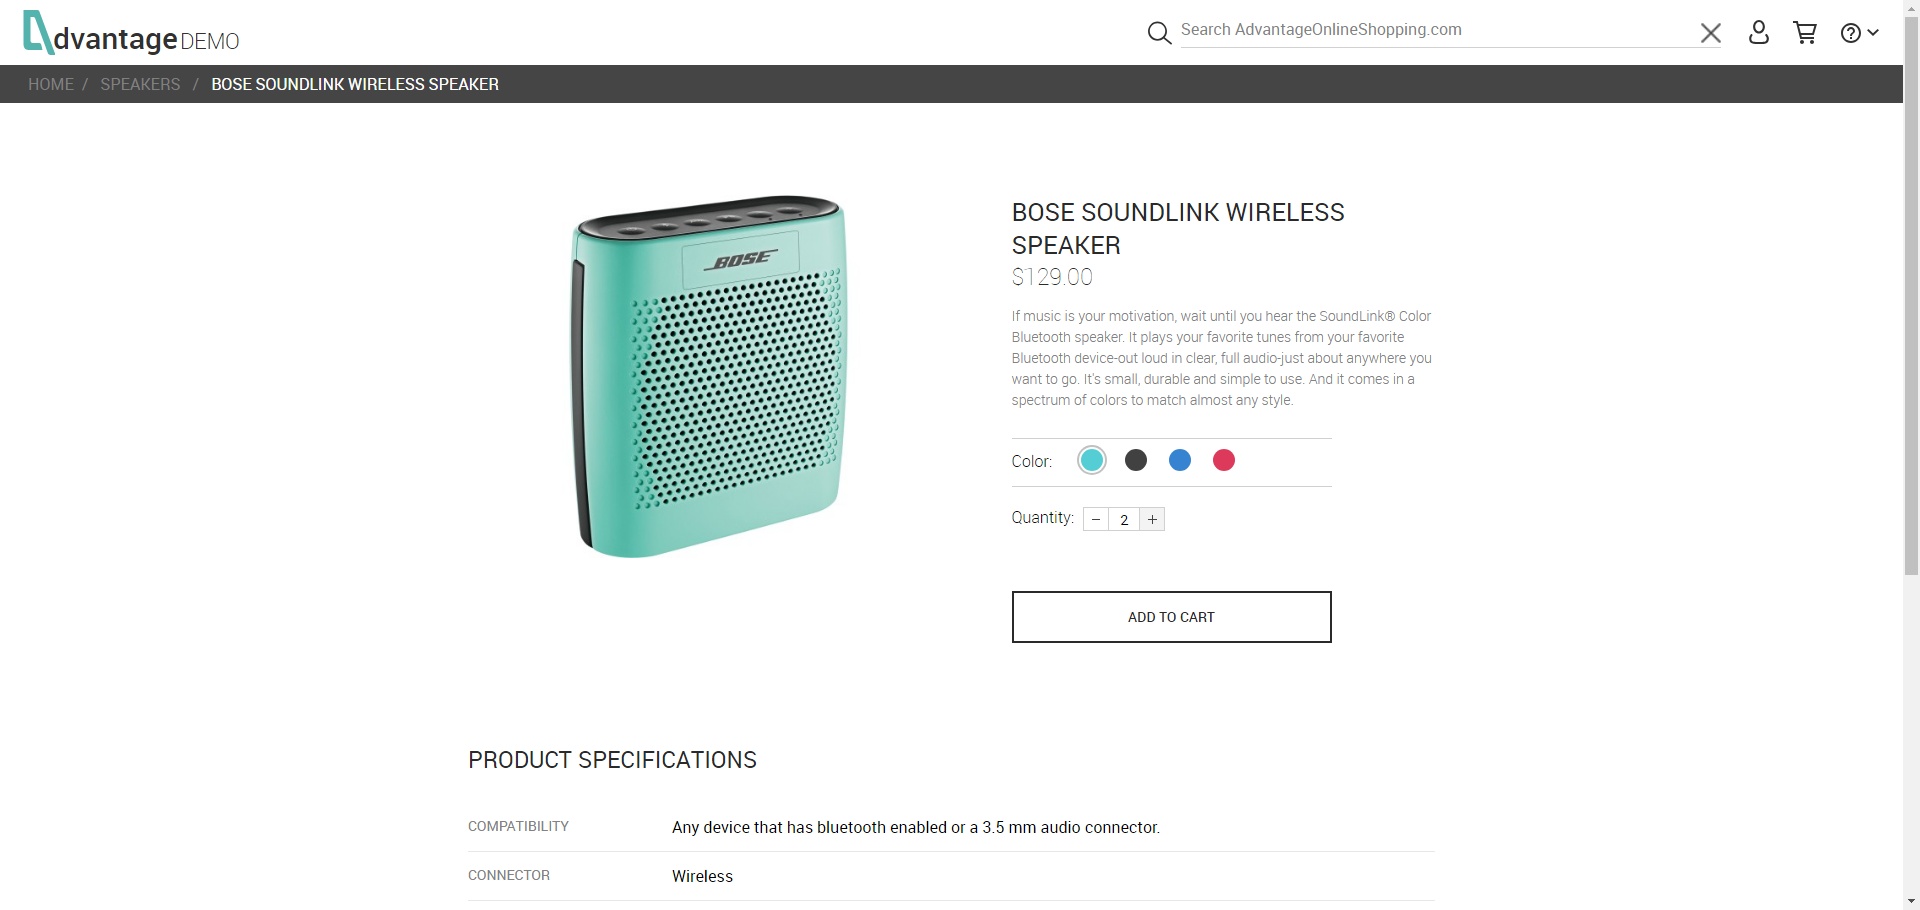 dvantage DEMO
Search AdvantageOnlineShopping.com
HOME / SPEAKERS / BOSE SOUNDLINK WIRELESS SPEAKER
BOSE
BOSE SOUNDLINK WIRELESS
SPEAKER
$129.00
If music is your motivation, wait until you hear the SoundLink® Color
Bluetooth speaker. It plays your favorite tunes from your favorite
Bluetooth device-out loud in clear, full audio-just about anywhere you
want to go. It's small, durable and simple to use. And it comes in a
spectrum of colors to match almost any style.
Color:
Quantity: − 2 +
ADD TO CART
PRODUCT SPECIFICATIONS
COMPATIBILITY Any device that has bluetooth enabled or a 3.5 mm audio connector.
CONNECTOR Wireless